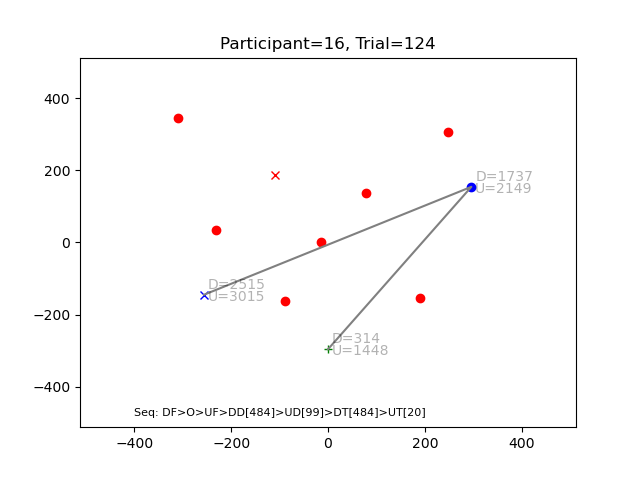 Participant=16, Trial=124
400
200
0
−200
−400
D=1737
U=2149
D=2515
U=3015
D=314
U=1448
Seq: DF>O>UF>DD[484]>UD[99]>DT[484]>UT[20]
−400
−200
0
200
400